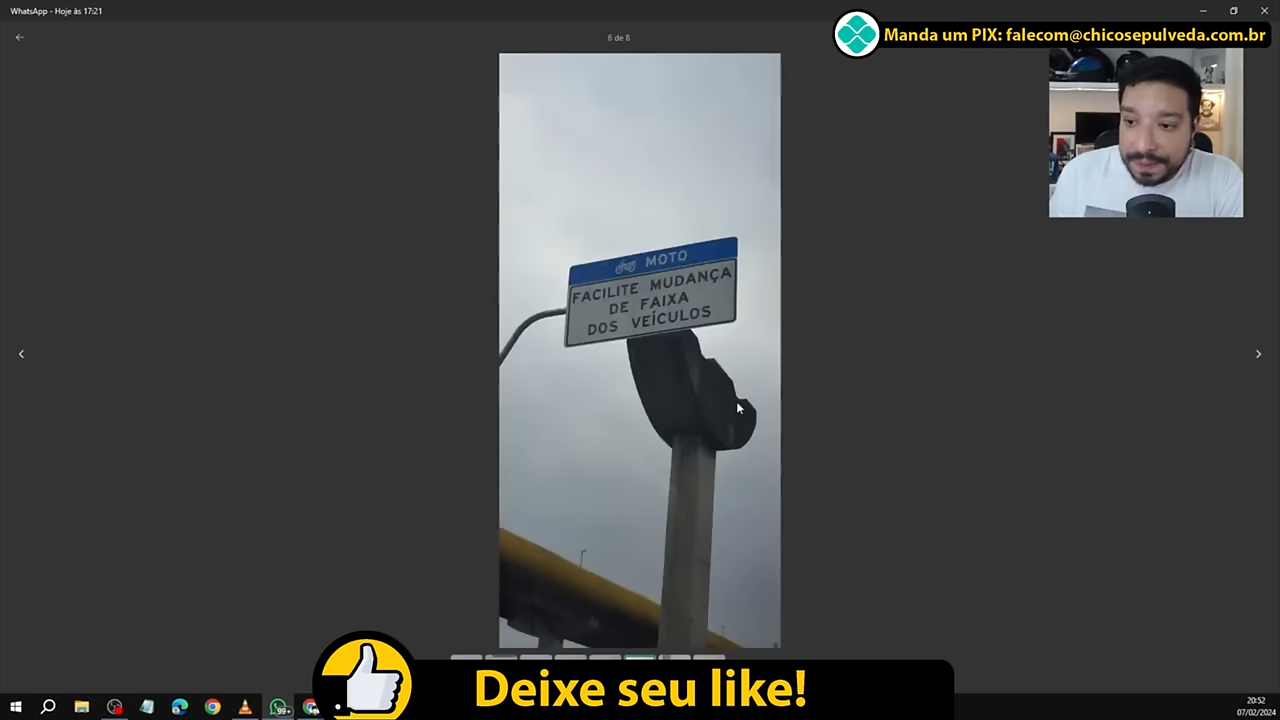 WhatsApp - Hoje às 17:21
6 de 8
Manda um PIX: falecom@chicosepulveda.com.br
MOTO
FACILITE MUDANÇA
DE FAIXA
DOS VEÍCULOS
Deixe seu like!
99+
20:52
07/02/2024